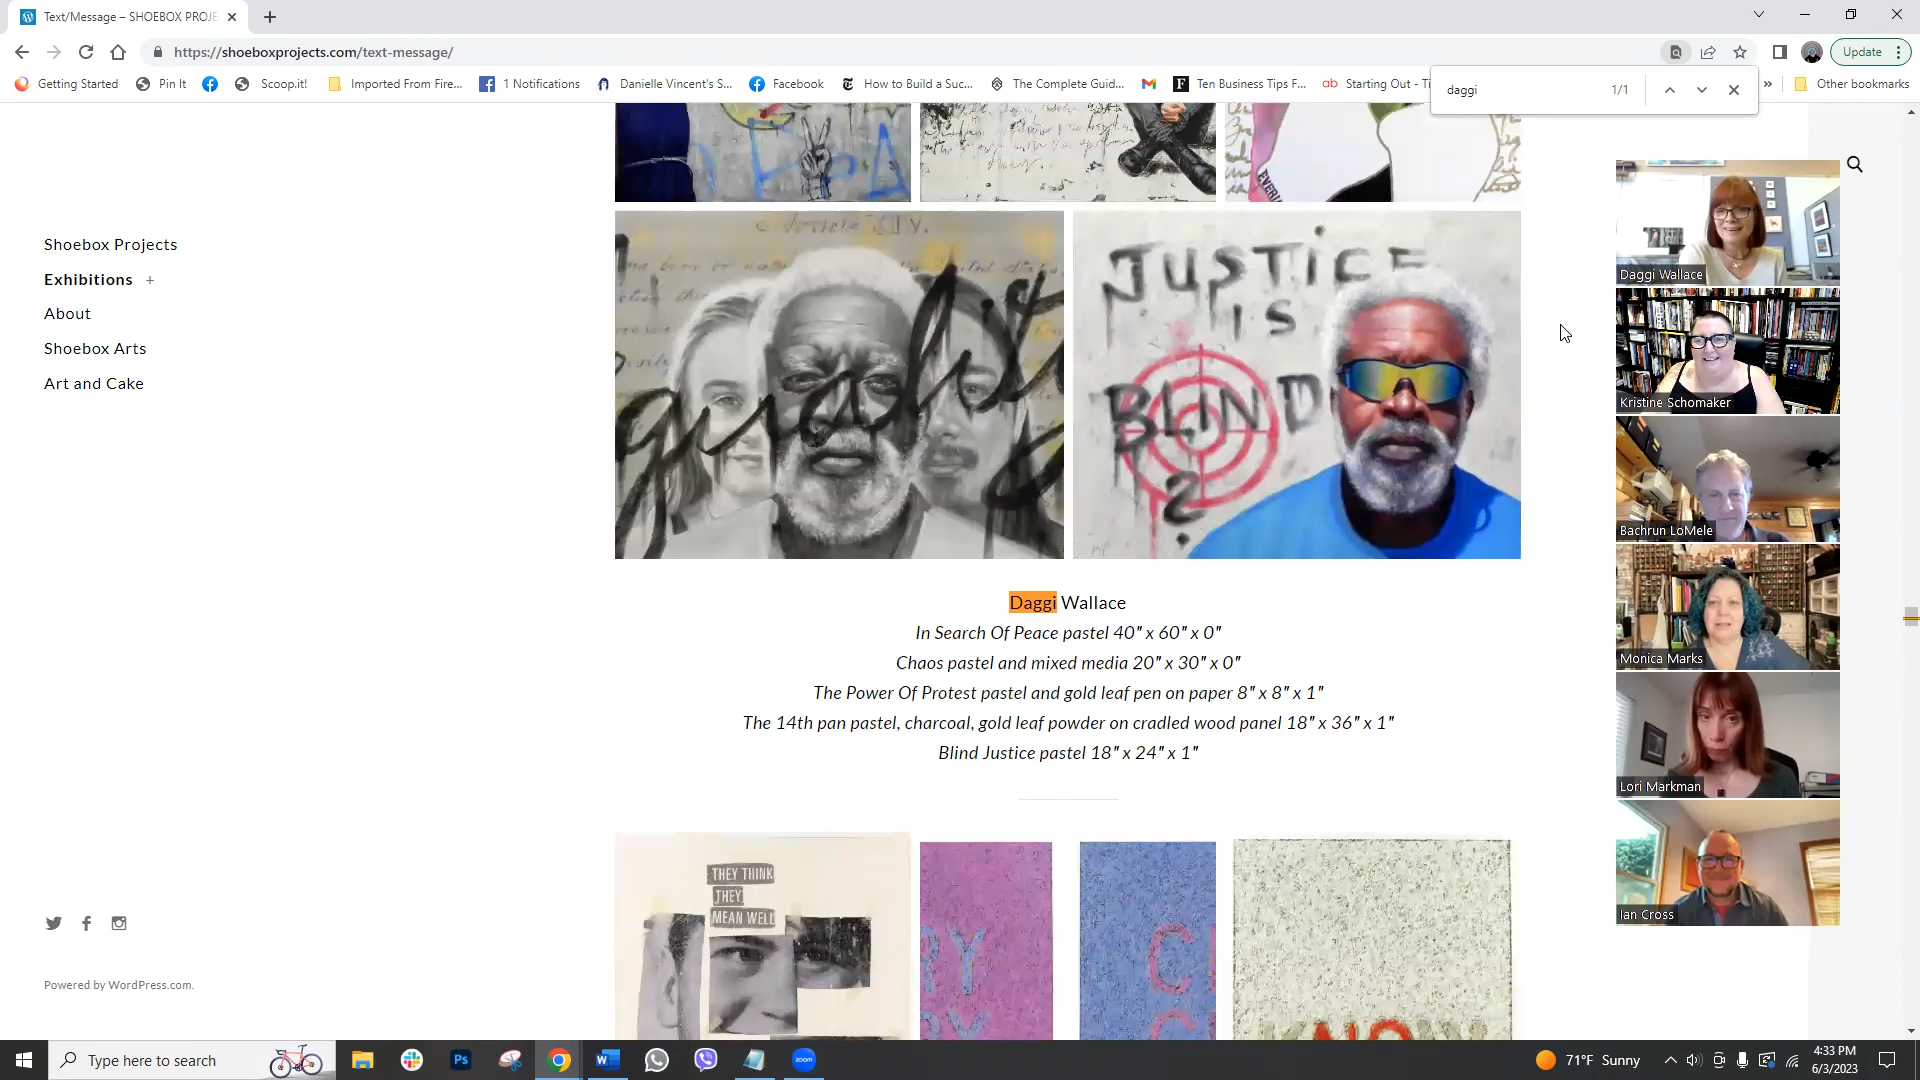 Text/Message – SHOEBOX PROJE
https://shoeboxprojects.com/text-message/
Update
Getting Started
Pin It
Scoop.it!
Imported From Fire...
1 Notifications
Danielle Vincent's S...
Facebook
How to Build a Suc...
The Complete Guid...
Ten Business Tips F...
ab Starting Out - Ti
Other bookmarks
daggi 1/1
Shoebox Projects
Exhibitions +
About
Shoebox Arts
Art and Cake
JUSTICE
IS
BLIND
?
Daggi Wallace
In Search Of Peace pastel 40" x 60" x 0"
Chaos pastel and mixed media 20" x 30" x 0"
The Power Of Protest pastel and gold leaf pen on paper 8" x 8" x 1"
The 14th pan pastel, charcoal, gold leaf powder on cradled wood panel 18" x 36" x 1"
Blind Justice pastel 18" x 24" x 1"
THEY THINK
THEY
MEAN WELL
KNOW
Daggi Wallace
Kristine Schomaker
Bachrun LoMele
Monica Marks
Lori Markman
Ian Cross
Powered by WordPress.com.
Type here to search
Ps
W
zoom
71°F Sunny
4:33 PM
6/3/2023